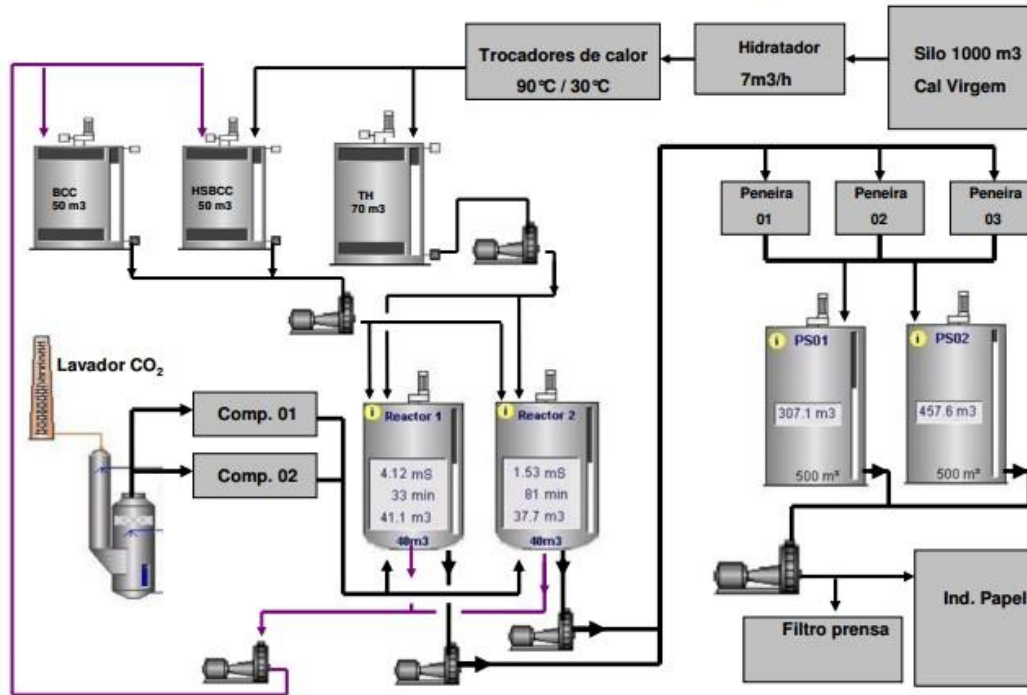 Trocadores de calor
90°C / 30°C
Hidratador
7m3/h
Silo 1000 m3
Cal Virgem
BCC
50 m3
HSBCC
50 m3
TH
70 m3
Peneira
01
Peneira
02
Peneira
03
Lavador CO₂
Comp. 01
Comp. 02
i
Reactor 1
4.12 mS
33 min
41.1 m3
40m3
i
Reactor 2
1.53 mS
81 min
37.7 m3
40m3
i
PS01
307.1 m3
500 m³
i
PS02
457.6 m3
500 m³
Filtro prensa
Ind. Papel